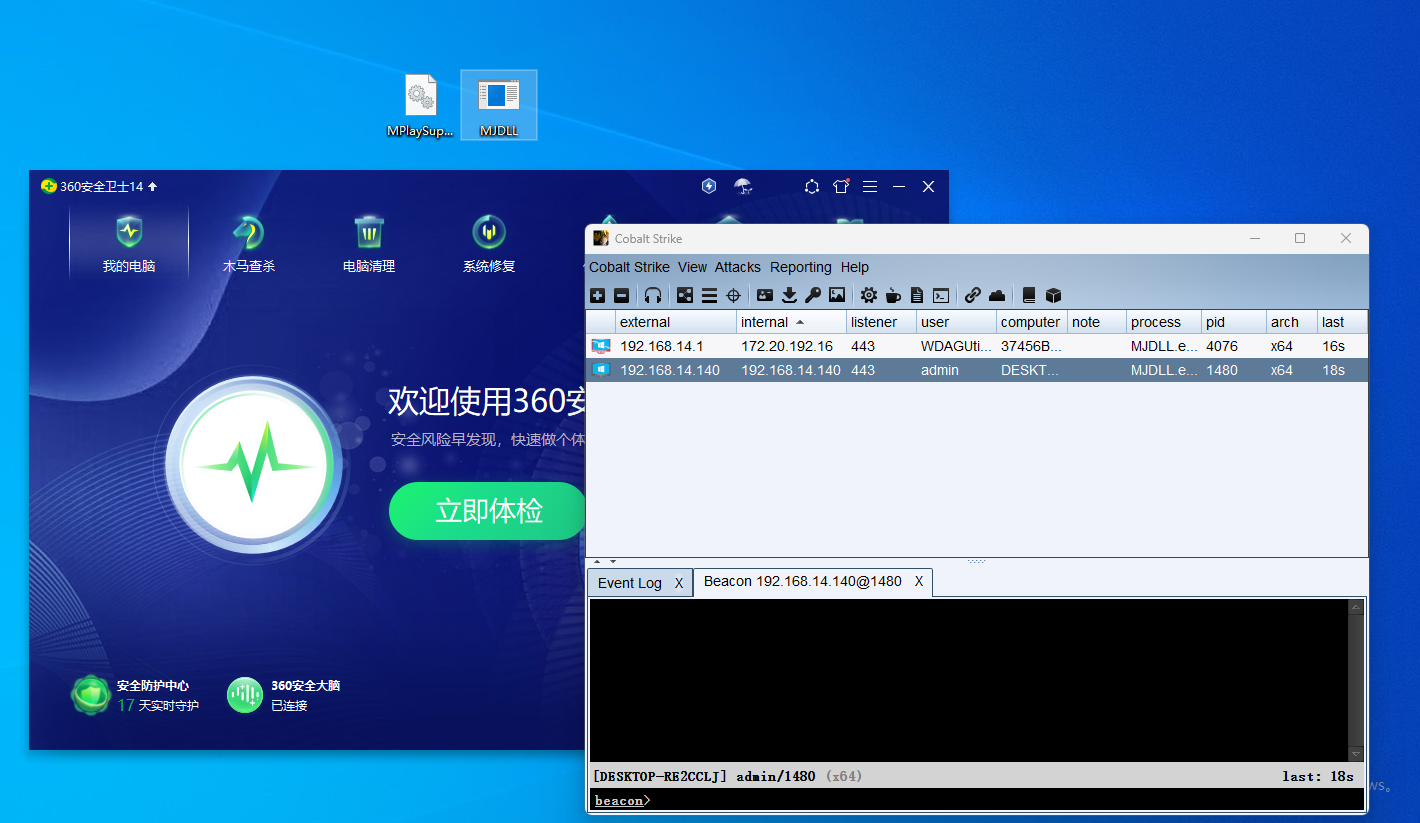 MPlaySup...
MJDLL
360安全卫士14
我的电脑
木马查杀
电脑清理
系统修复
欢迎使用360安
安全风险早发现，快速做个体
立即体检
安全防护中心
17 天实时守护
360安全大脑
已连接
Cobalt Strike
Cobalt Strike View Attacks Reporting Help
external internal listener user computer note process pid arch last
192.168.14.1 172.20.192.16 443 WDAGUti... 37456B... MJDLL.e... 4076 x64 16s
192.168.14.140 192.168.14.140 443 admin DESKT... MJDLL.e... 1480 x64 18s
Event Log X
Beacon 192.168.14.140@1480 X
[DESKTOP-RE2CCLJ] admin/1480 (x64) last: 18s
beacon>
ws。